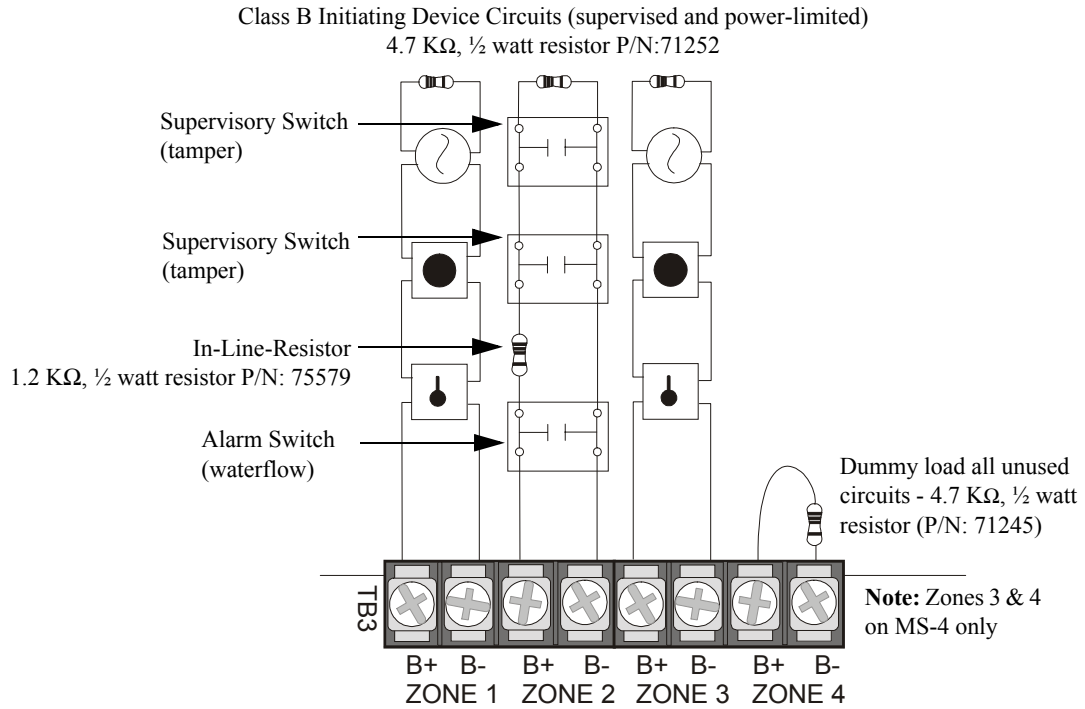 Class B Initiating Device Circuits (supervised and power-limited)
4.7 KΩ, ½ watt resistor P/N:71252
Supervisory Switch
(tamper)
Supervisory Switch
(tamper)
In-Line-Resistor
1.2 KΩ, ½ watt resistor P/N: 75579
Alarm Switch
(waterflow)
Dummy load all unused
circuits - 4.7 KΩ, ½ watt
resistor (P/N: 71245)
TB3
Note: Zones 3 & 4
on MS-4 only
B+ B- B+ B- B+ B- B+ B-
ZONE 1 ZONE 2 ZONE 3 ZONE 4